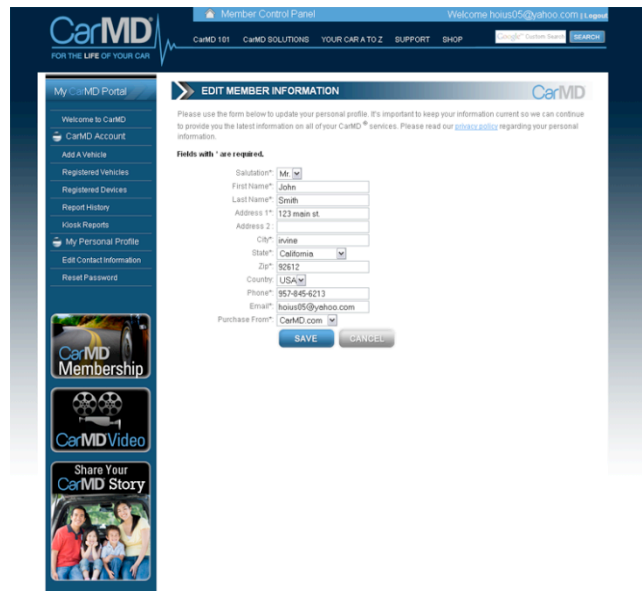 CarMD
FOR THE LIFE OF YOUR CAR
Member Control Panel
Welcome hoius05@yahoo.com | Logout
CarMD 101 CarMD SOLUTIONS YOUR CAR A TO Z SUPPORT SHOP
Google™ Custom Search SEARCH
My CarMD Portal
Welcome to CarMD
CarMD Account
Add A Vehicle
Registered Vehicles
Registered Devices
Report History
Kiosk Reports
My Personal Profile
Edit Contact Information
Reset Password
CarMD
Membership
CarMD Video
Share Your
CarMD Story
EDIT MEMBER INFORMATION
CarMD
Please use the form below to update your personal profile. It's important to keep your information current so we can continue
to provide you the latest information on all of your CarMD ® services. Please read our privacy policy regarding your personal
information.
Fields with * are required.
Salutation*: Mr.
First Name*: John
Last Name*: Smith
Address 1*: 123 main st.
Address 2 :
City*: irvine
State*: California
Zip*: 92612
Country: USA
Phone*: 957-845-6213
Email*: hoius05@yahoo.com
Purchase From*: CarMD.com
SAVE CANCEL